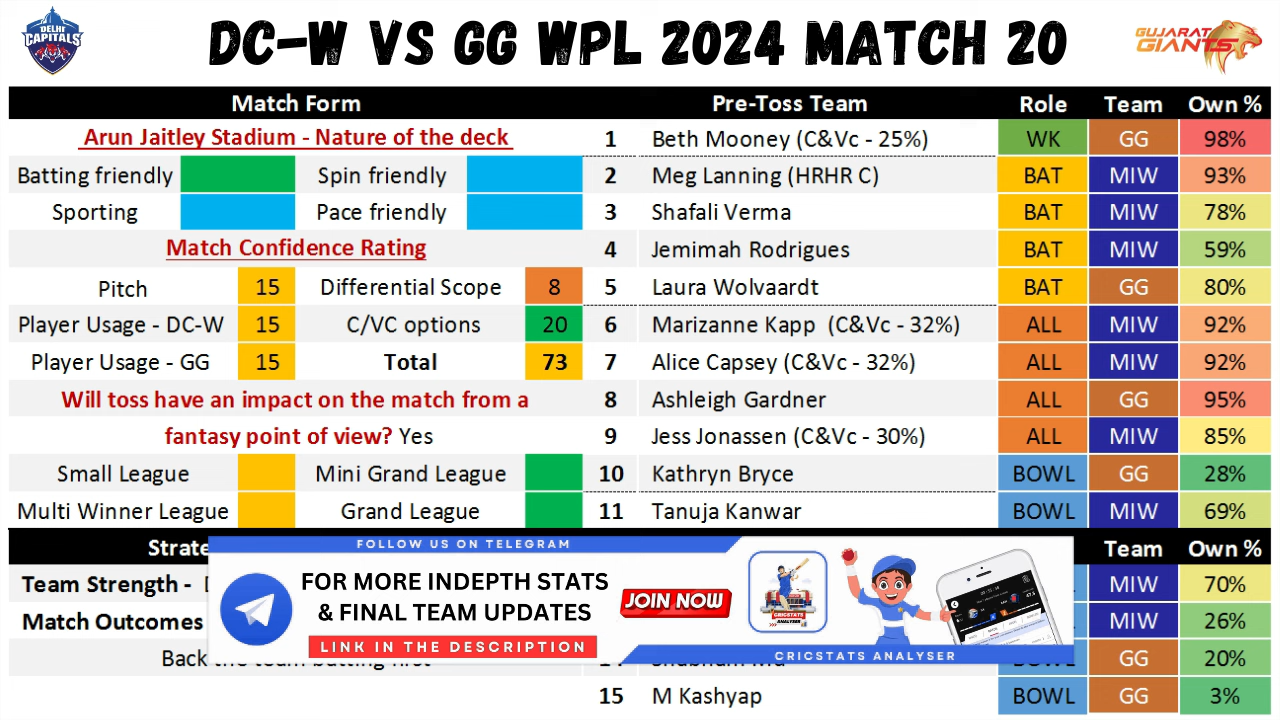 DELHI
CAPITALS
DC-W VS GG WPL 2024 MATCH 20
GUJARAT
GIANTS
Match Form
Pre-Toss Team Role Team Own %
Arun Jaitley Stadium - Nature of the deck
1 Beth Mooney (C&Vc - 25%) WK GG 98%
Batting friendly Spin friendly
2 Meg Lanning (HRHR C) BAT MIW 93%
Sporting Pace friendly
3 Shafali Verma BAT MIW 78%
Match Confidence Rating
4 Jemimah Rodrigues BAT MIW 59%
Pitch 15 Differential Scope 8
5 Laura Wolvaardt BAT GG 80%
Player Usage - DC-W 15 C/VC options 20
6 Marizanne Kapp (C&Vc - 32%) ALL MIW 92%
Player Usage - GG 15 Total 73
7 Alice Capsey (C&Vc - 32%) ALL MIW 92%
Will toss have an impact on the match from a
8 Ashleigh Gardner ALL GG 95%
fantasy point of view? Yes
9 Jess Jonassen (C&Vc - 30%) ALL MIW 85%
Small League Mini Grand League
10 Kathryn Bryce BOWL GG 28%
Multi Winner League Grand League
11 Tanuja Kanwar BOWL MIW 69%
Strate
Team Own %
Team Strength -
MIW 70%
Match Outcomes
MIW 26%
Back the team batting first
BOWL GG 20%
15 M Kashyap BOWL GG 3%
FOLLOW US ON TELEGRAM
FOR MORE INDEPTH STATS
& FINAL TEAM UPDATES
LINK IN THE DESCRIPTION
JOIN NOW
CRICSTATS
ANALYSER
CRICSTATS ANALYSER